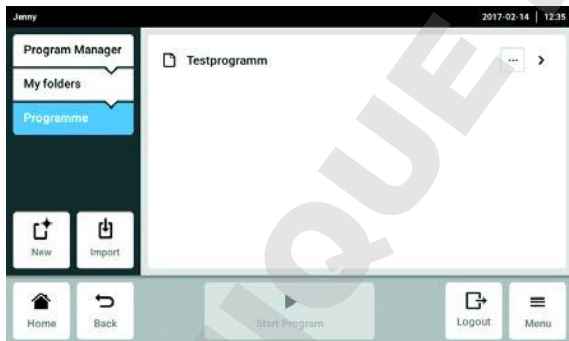 Jenny
2017-02-14 | 12:35
Program Manager
My folders
Programme
Testprogramm
...
New
Import
Home
Back
Start Program
Logout
Menu